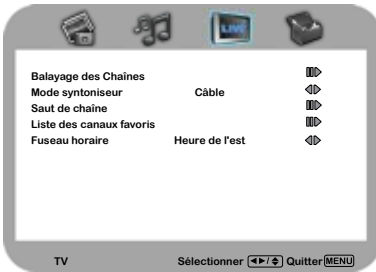 LIVE
Balayage des Chaînes
Mode syntoniseur Câble
Saut de chaîne
Liste des canaux favoris
Fuseau horaire Heure de l'est
TV Sélectionner ◄►/♦ Quitter MENU